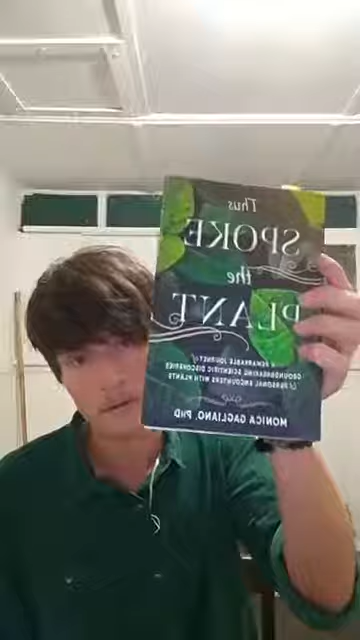 Thus
SPOKE
the
PLANT
A REMARKABLE JOURNEY of
GROUNDBREAKING SCIENTIFIC DISCOVERIES
& PERSONAL ENCOUNTERS WITH PLANTS
MONICA GAGLIANO, PHD